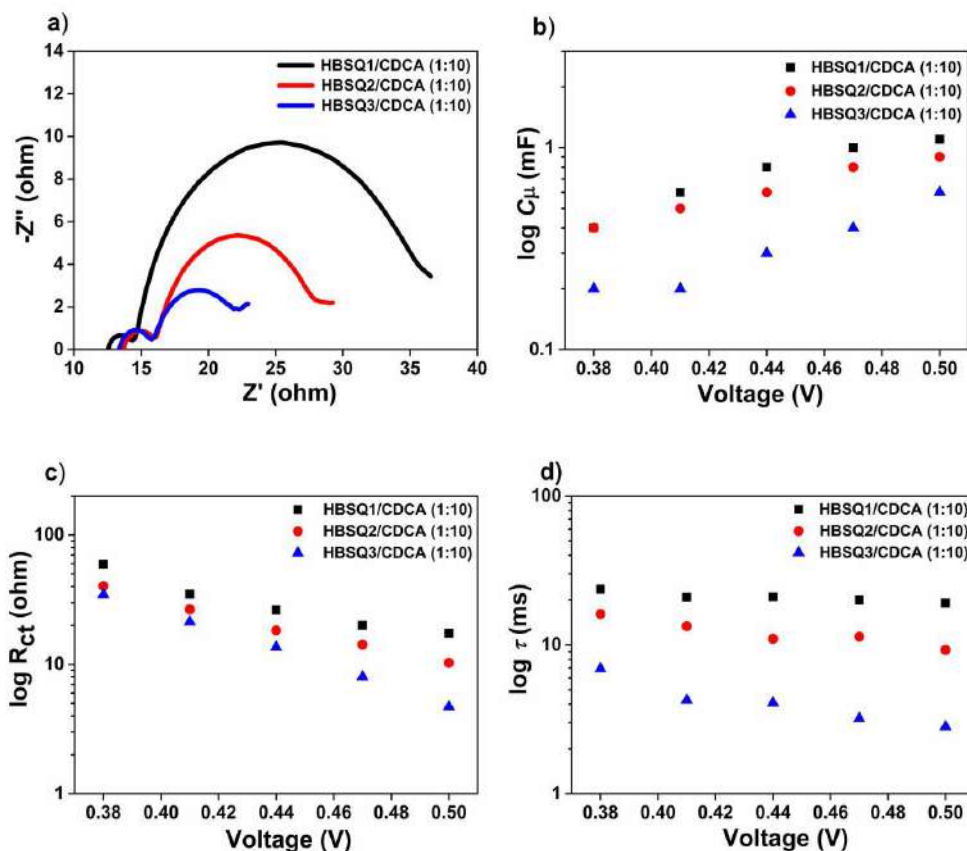 a)
14
12
10
8
6
4
2
0
-Z" (ohm)
HBSQ1/CDCA (1:10)
HBSQ2/CDCA (1:10)
HBSQ3/CDCA (1:10)
10 15 20 25 30 35 40
Z' (ohm)
b)
1
0.1
log Cμ (mF)
HBSQ1/CDCA (1:10)
HBSQ2/CDCA (1:10)
HBSQ3/CDCA (1:10)
0.38 0.40 0.42 0.44 0.46 0.48 0.50
Voltage (V)
c)
100
10
1
log Rct (ohm)
HBSQ1/CDCA (1:10)
HBSQ2/CDCA (1:10)
HBSQ3/CDCA (1:10)
0.38 0.40 0.42 0.44 0.46 0.48 0.50
Voltage (V)
d)
100
10
1
log τ (ms)
HBSQ1/CDCA (1:10)
HBSQ2/CDCA (1:10)
HBSQ3/CDCA (1:10)
0.38 0.40 0.42 0.44 0.46 0.48 0.50
Voltage (V)